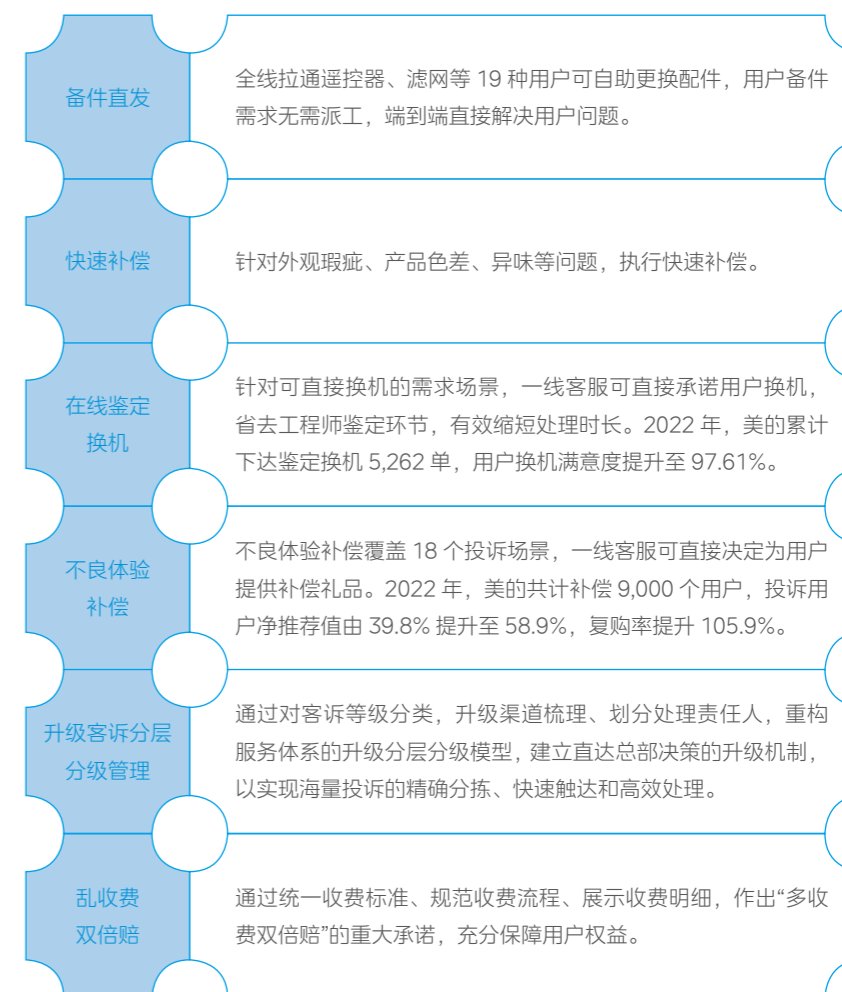 备件直发
全线拉通遥控器、滤网等 19 种用户可自助更换配件，用户备件
需求无需派工，端到端直接解决用户问题。
快速补偿
针对外观瑕疵、产品色差、异味等问题，执行快速补偿。
在线鉴定
换机
针对可直接换机的需求场景，一线客服可直接承诺用户换机，
省去工程师鉴定环节，有效缩短处理时长。2022 年，美的累计
下达鉴定换机 5,262 单，用户换机满意度提升至 97.61%。
不良体验
补偿
不良体验补偿覆盖 18 个投诉场景，一线客服可直接决定为用户
提供补偿礼品。2022 年，美的共计补偿 9,000 个用户，投诉用
户净推荐值由 39.8% 提升至 58.9%，复购率提升 105.9%。
升级客诉分层
分级管理
通过对客诉等级分类，升级渠道梳理、划分处理责任人，重构
服务体系的升级分层分级模型，建立直达总部决策的升级机制，
以实现海量投诉的精确分拣、快速触达和高效处理。
乱收费
双倍赔
通过统一收费标准、规范收费流程、展示收费明细，作出“多收
费双倍赔”的重大承诺，充分保障用户权益。